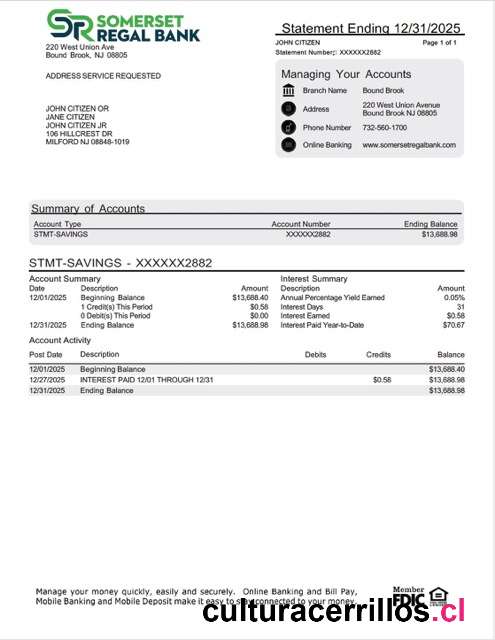 SOMERSET
REGAL BANK
220 West Union Ave
Bound Brook, NJ 08805
ADDRESS SERVICE REQUESTED
JOHN CITIZEN OR
JANE CITIZEN
JOHN CITIZEN JR
106 HILLCREST DR
MILFORD NJ 08848-1019
Statement Ending 12/31/2025
JOHN CITIZEN Page 1 of 1
Statement Number:: XXXXXX2882
Managing Your Accounts
Branch Name Bound Brook
Address 220 West Union Avenue
Bound Brook NJ 08805
Phone Number 732-560-1700
Online Banking www.somersetregalbank.com
Summary of Accounts
Account Type Account Number Ending Balance
STMT-SAVINGS XXXXXX2882 $13,688.98
STMT-SAVINGS - XXXXXX2882
Account Summary
Date Description Amount
12/01/2025 Beginning Balance $13,688.40
1 Credit(s) This Period $0.58
0 Debit(s) This Period $0.00
12/31/2025 Ending Balance $13,688.98
Interest Summary
Description Amount
Annual Percentage Yield Earned 0.05%
Interest Days 31
Interest Earned $0.58
Interest Paid Year-to-Date $70.67
Account Activity
Post Date Description Debits Credits Balance
12/01/2025 Beginning Balance $13,688.40
12/27/2025 INTEREST PAID 12/01 THROUGH 12/31 $0.58 $13,688.98
12/31/2025 Ending Balance $13,688.98
Manage your money quickly, easily and securely. Online Banking and Bill Pay,
Mobile Banking and Mobile Deposit make it easy to stay connected to your money.
Member
FDIC
culturacerrillos.cl